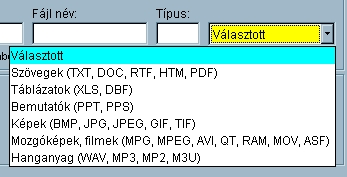 Fájl név: Típus:
Választott
Választott
Szövegek (TXT, DOC, RTF, HTM, PDF)
Táblázatok (XLS, DBF)
Bemutatók (PPT, PPS)
Képek (BMP, JPG, JPEG, GIF, TIF)
Mozgóképek, filmek (MPG, MPEG, AVI, QT, RAM, MOV, ASF)
Hanganyag (WAV, MP3, MP2, M3U)